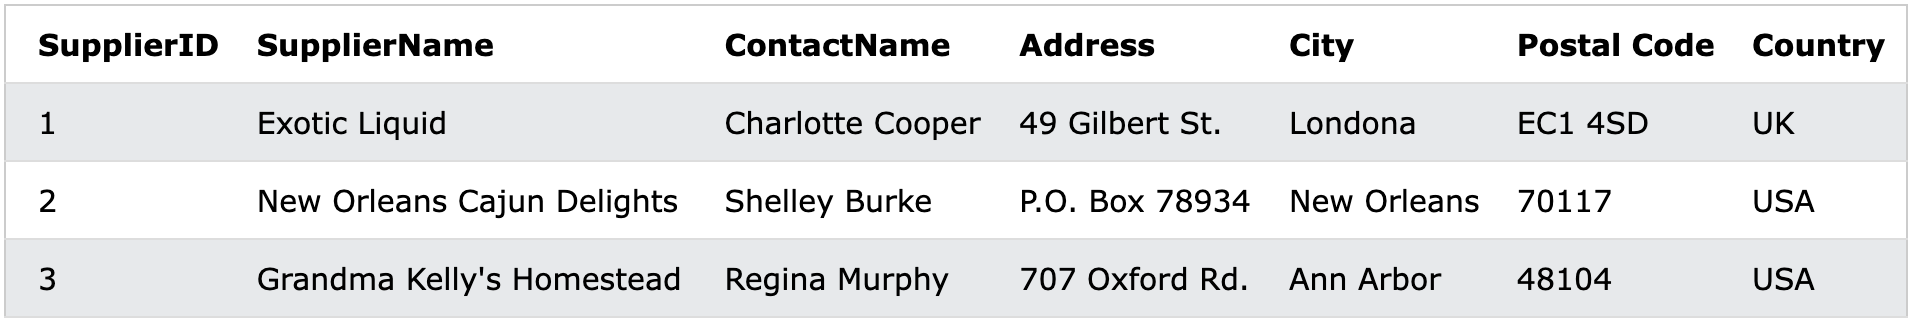 SupplierID SupplierName ContactName Address City Postal Code Country
1 Exotic Liquid Charlotte Cooper 49 Gilbert St. Londona EC1 4SD UK
2 New Orleans Cajun Delights Shelley Burke P.O. Box 78934 New Orleans 70117 USA
3 Grandma Kelly's Homestead Regina Murphy 707 Oxford Rd. Ann Arbor 48104 USA